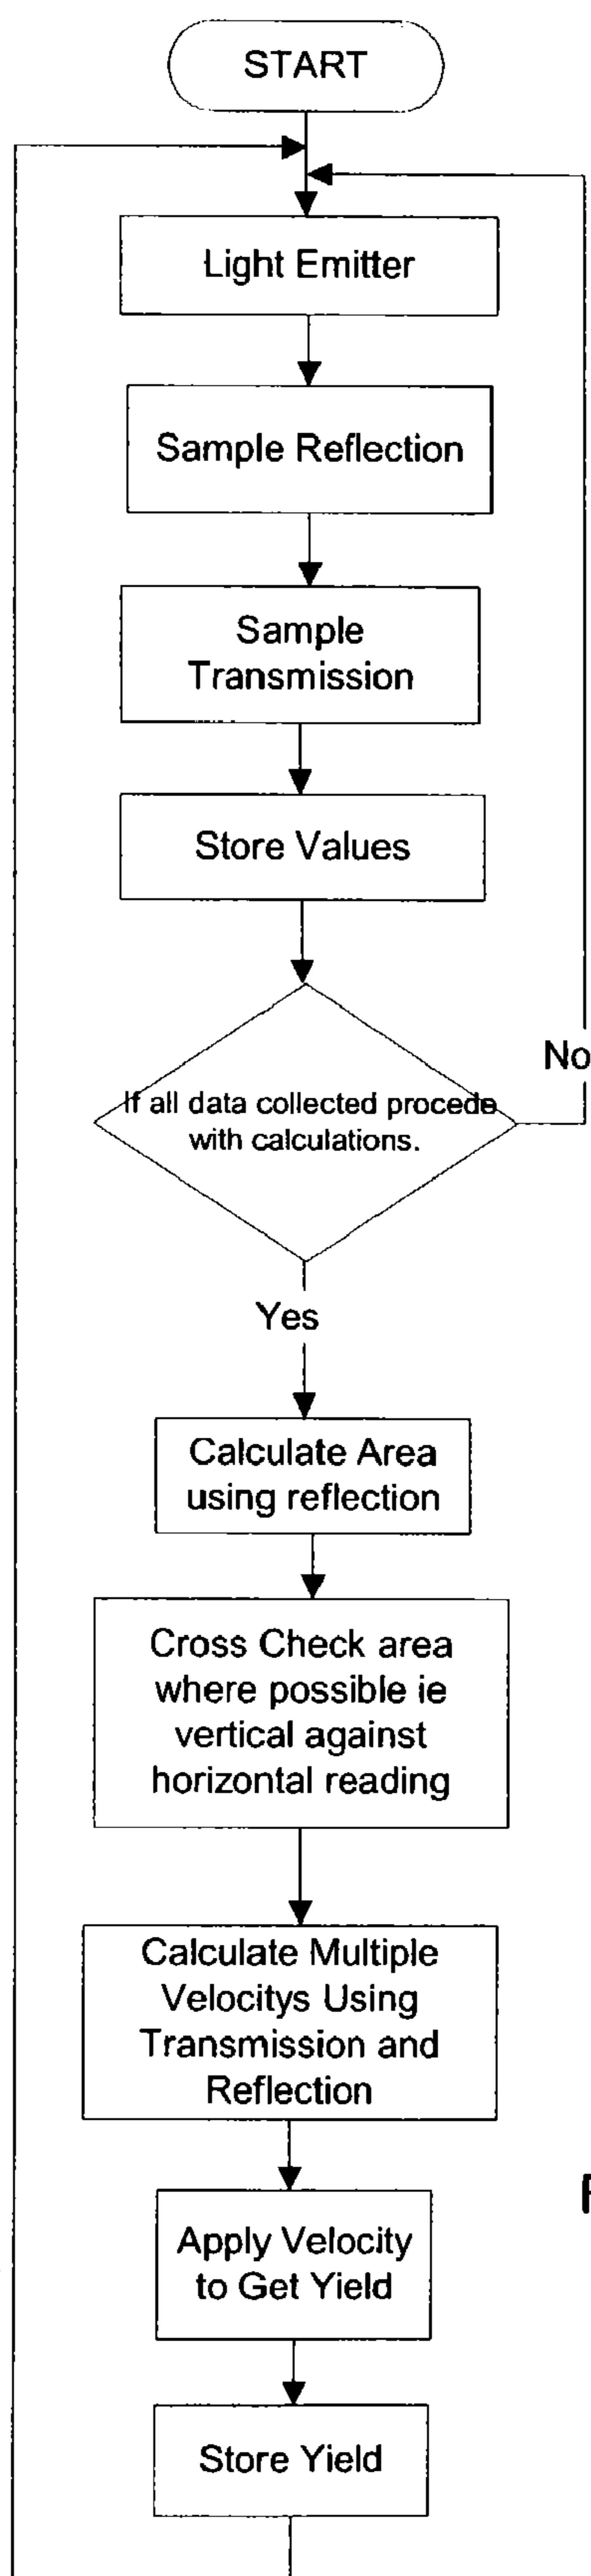 START
Light Emitter
Sample Reflection
Sample
Transmission
Store Values
No
If all data collected procede
with calculations.
Yes
Calculate Area
using reflection
Cross Check area
where possible ie
vertical against
horizontal reading
Calculate Multiple
Velocitys Using
Transmission and
Reflection
Apply Velocity
to Get Yield
Store Yield